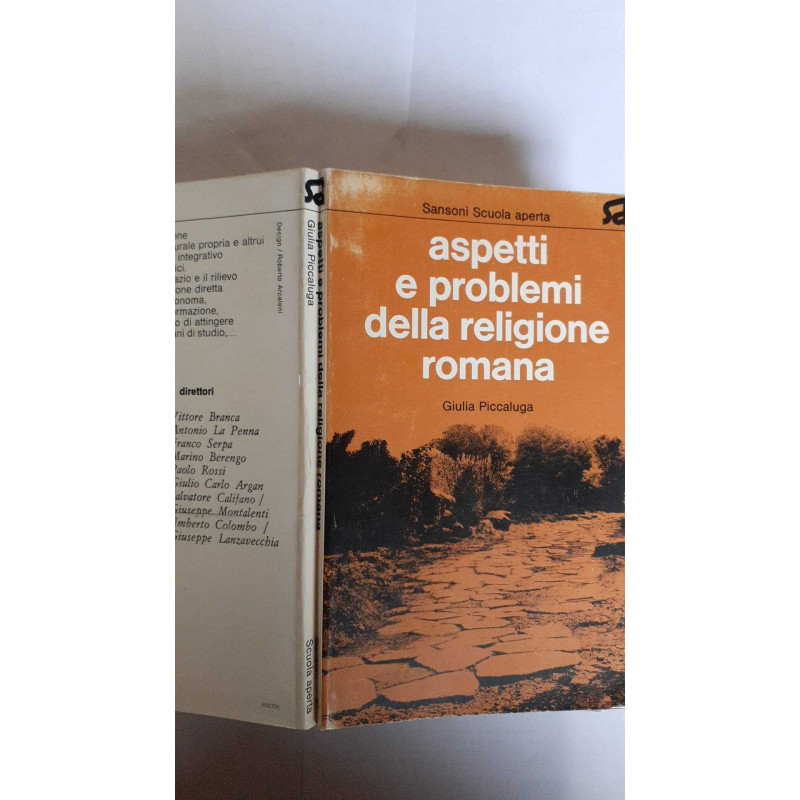 Sansoni Scuola aperta
aspetti
e problemi
della religione
romana
Giulia Piccaluga
Giulia Piccaluga
aspetti e problemi della religione romana
Scuola aperta
Design / Roberto Arcaleni
urale propria e altrui
integrativo
ici.
azio e il rilievo
one diretta
onoma,
ormazione,
o di attingere
ani di studio,...
direttori
Vittore Branca
Antonio La Penna
Franco Serpa
Marino Berengo
Paolo Rossi
Giulio Carlo Argan
Salvatore Califano /
Giuseppe Montalenti
Umberto Colombo /
Giuseppe Lanzavecchia